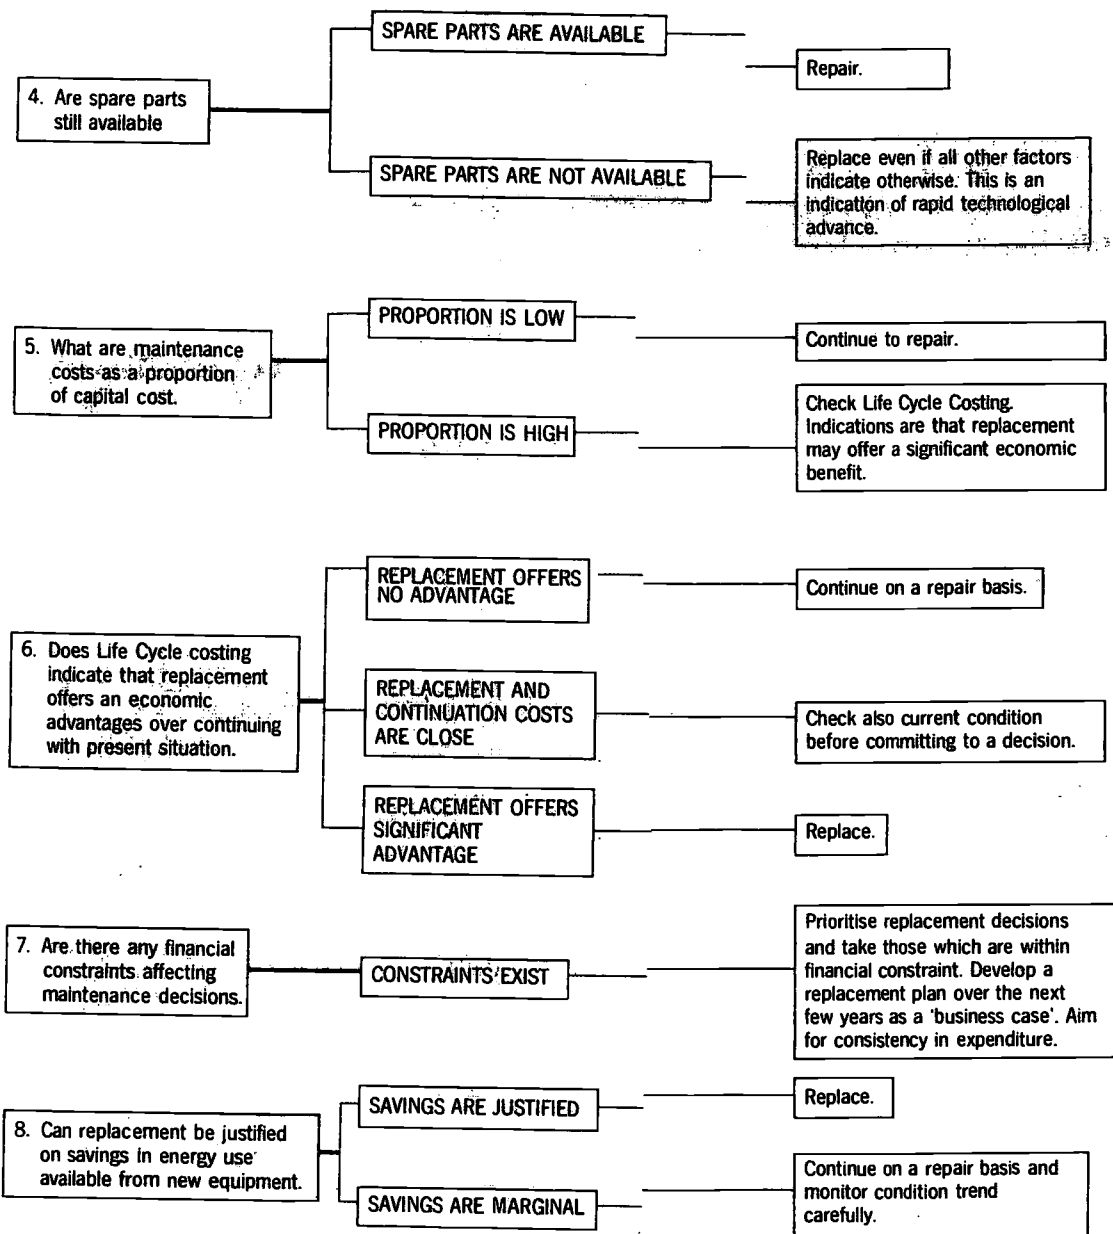 4. Are spare parts
still available
SPARE PARTS ARE AVAILABLE
Repair.
SPARE PARTS ARE NOT AVAILABLE
Replace even if all other factors
indicate otherwise. This is an
indication of rapid technological
advance.
5. What are maintenance
costs as a proportion
of capital cost.
PROPORTION IS LOW
Continue to repair.
PROPORTION IS HIGH
Check Life Cycle Costing.
Indications are that replacement
may offer a significant economic
benefit.
6. Does Life Cycle costing
indicate that replacement
offers an economic
advantages over continuing
with present situation.
REPLACEMENT OFFERS
NO ADVANTAGE
Continue on a repair basis.
REPLACEMENT AND
CONTINUATION COSTS
ARE CLOSE
Check also current condition
before committing to a decision.
REPLACEMENT OFFERS
SIGNIFICANT
ADVANTAGE
Replace.
7. Are there any financial
constraints affecting
maintenance decisions.
CONSTRAINTS EXIST
Prioritise replacement decisions
and take those which are within
financial constraint. Develop a
replacement plan over the next
few years as a 'business case'. Aim
for consistency in expenditure.
8. Can replacement be justified
on savings in energy use
available from new equipment.
SAVINGS ARE JUSTIFIED
Replace.
SAVINGS ARE MARGINAL
Continue on a repair basis and
monitor condition trend
carefully.